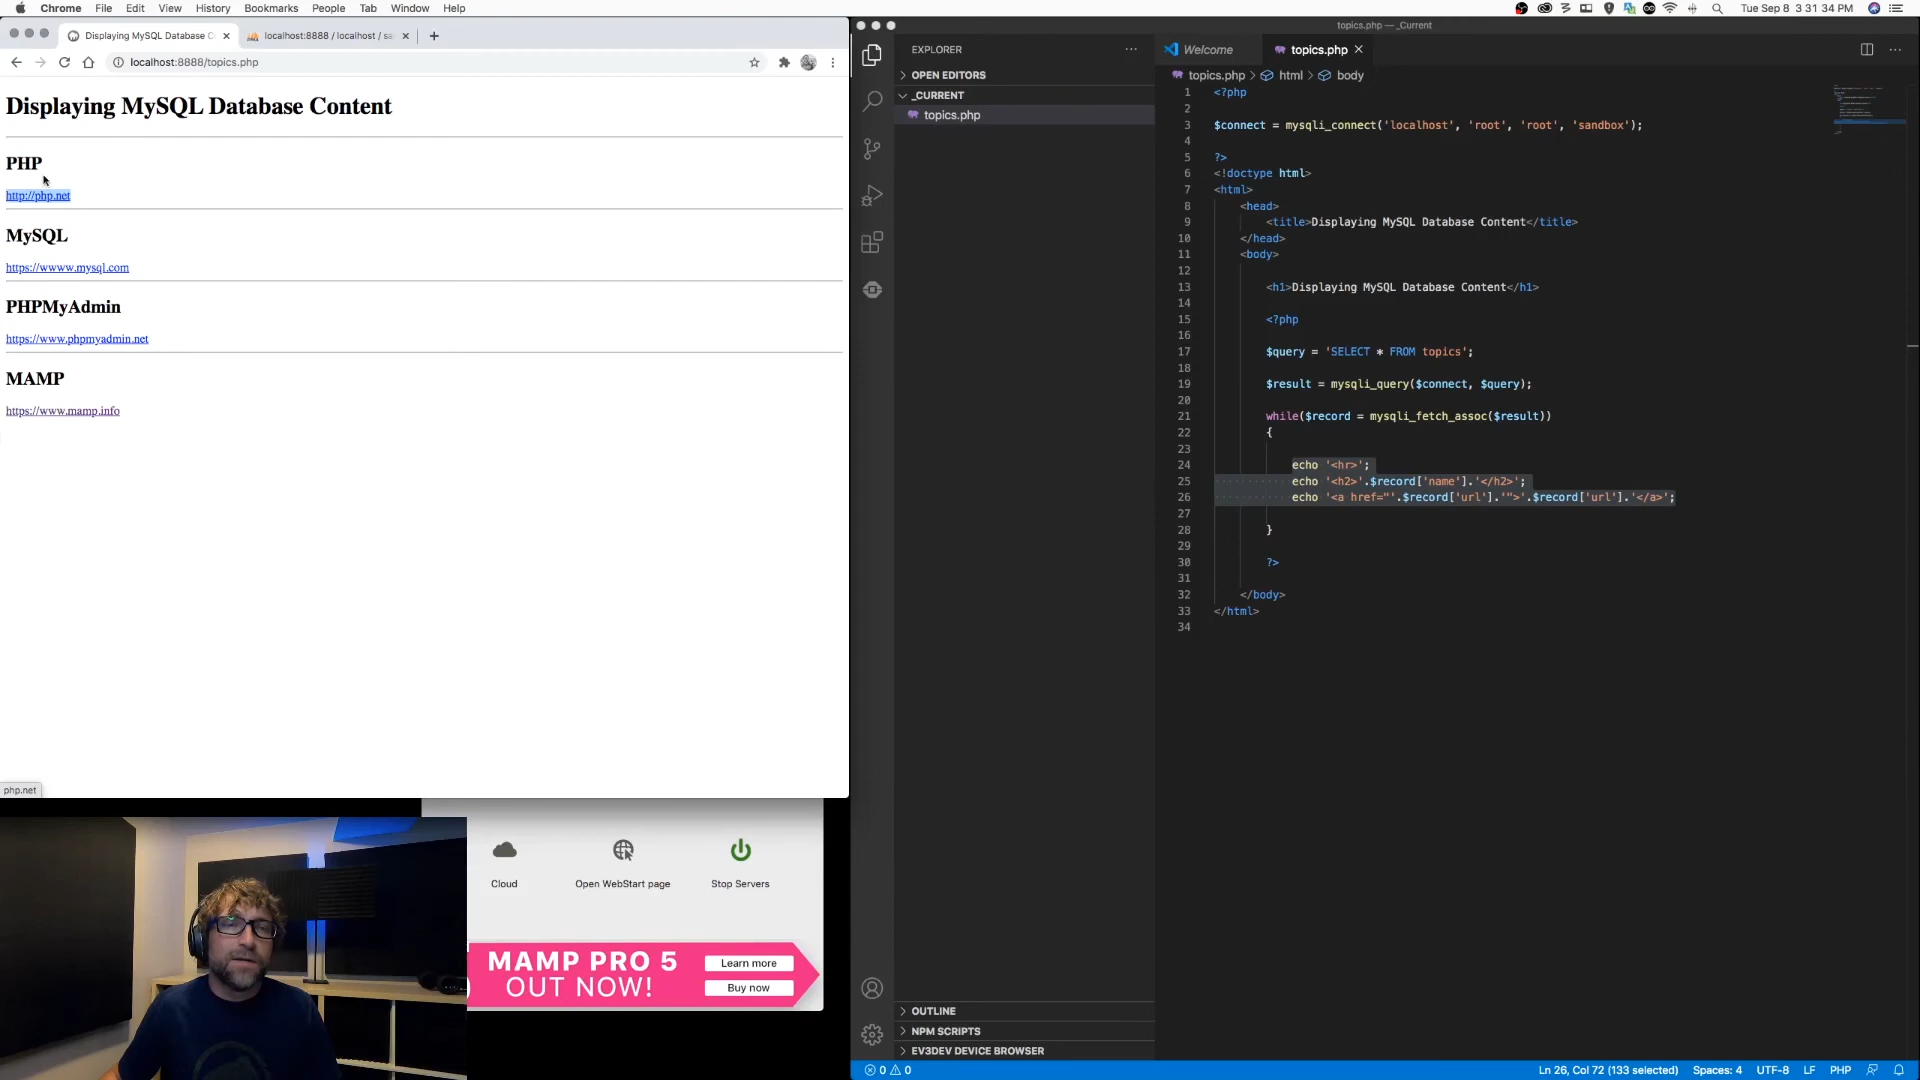 Chrome File Edit View History Bookmarks People Tab Window Help
Tue Sep 8 3 31 34 PM
Displaying MySQL Database C
localhost:8888 / localhost / sa
localhost:8888/topics.php
Displaying MySQL Database Content
PHP
http://php.net
MySQL
https://wwww.mysql.com
PHPMyAdmin
https://www.phpmyadmin.net
MAMP
https://www.mamp.info
php.net
Cloud
Open WebStart page
Stop Servers
MAMP PRO 5
OUT NOW!
Learn more
Buy now
topics.php — _Current
EXPLORER
OPEN EDITORS
_CURRENT
topics.php
OUTLINE
NPM SCRIPTS
EV3DEV DEVICE BROWSER
Welcome
topics.php
topics.php > html > body
1 <?php
2
3 $connect = mysqli_connect('localhost', 'root', 'root', 'sandbox');
4
5 ?>
6 <!doctype html>
7 <html>
8 <head>
9 <title>Displaying MySQL Database Content</title>
10 </head>
11 <body>
12
13 <h1>Displaying MySQL Database Content</h1>
14
15 <?php
16
17 $query = 'SELECT * FROM topics';
18
19 $result = mysqli_query($connect, $query);
20
21 while($record = mysqli_fetch_assoc($result))
22 {
23
24 echo '<hr>';
25 echo '<h2>'.$record['name'].'</h2>';
26 echo '<a href="'.$record['url'].'">'.$record['url'].'</a>';
27
28 }
29
30 ?>
31
32 </body>
33 </html>
34
0 0
Ln 26, Col 72 (133 selected) Spaces: 4 UTF-8 LF PHP